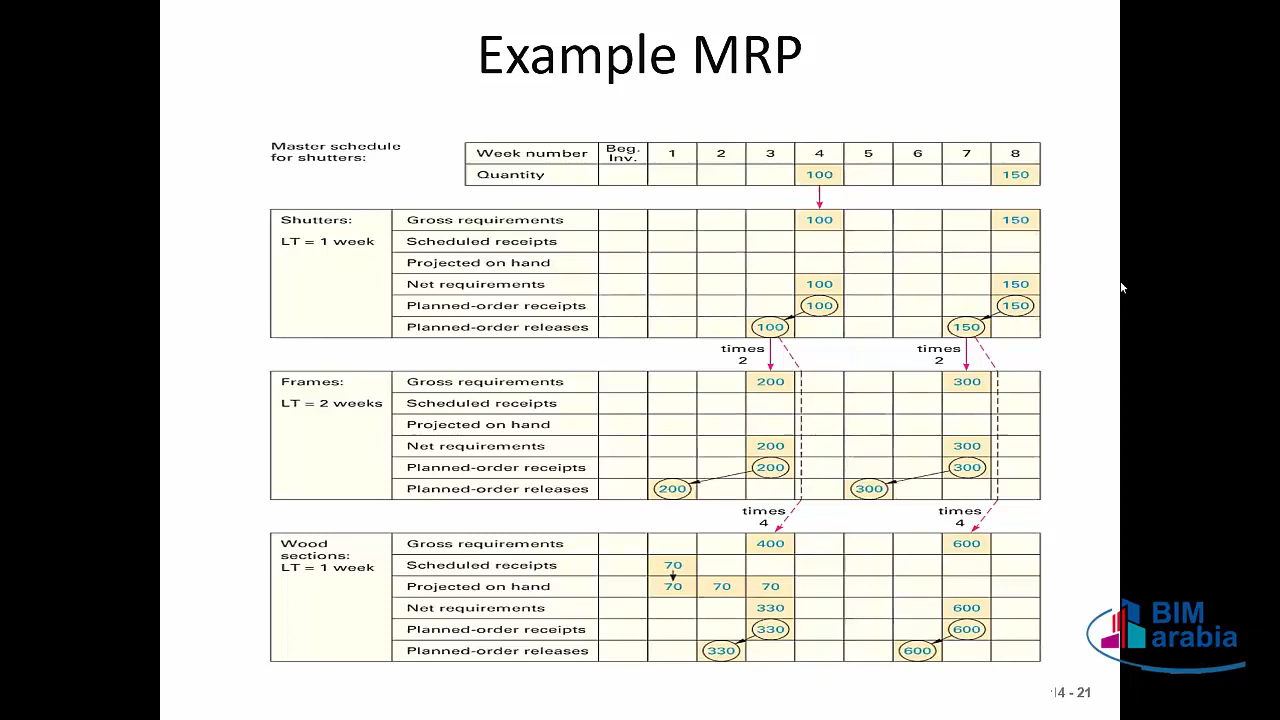 Example MRP
Master schedule
for shutters:
Week number Beg. Inv. 1 2 3 4 5 6 7 8
Quantity 100 150
Shutters: Gross requirements 100 150
LT = 1 week Scheduled receipts
Projected on hand
Net requirements 100 150
Planned-order receipts 100 150
Planned-order releases 100 150
times 2 times 2
Frames: Gross requirements 200 300
LT = 2 weeks Scheduled receipts
Projected on hand
Net requirements 200 300
Planned-order receipts 200 300
Planned-order releases 200 300
times 4 times 4
Wood sections: Gross requirements 400 600
LT = 1 week Scheduled receipts 70
Projected on hand 70 70 70
Net requirements 330 600
Planned-order receipts 330 600
Planned-order releases 330 600
BIM
arabia
14 - 21